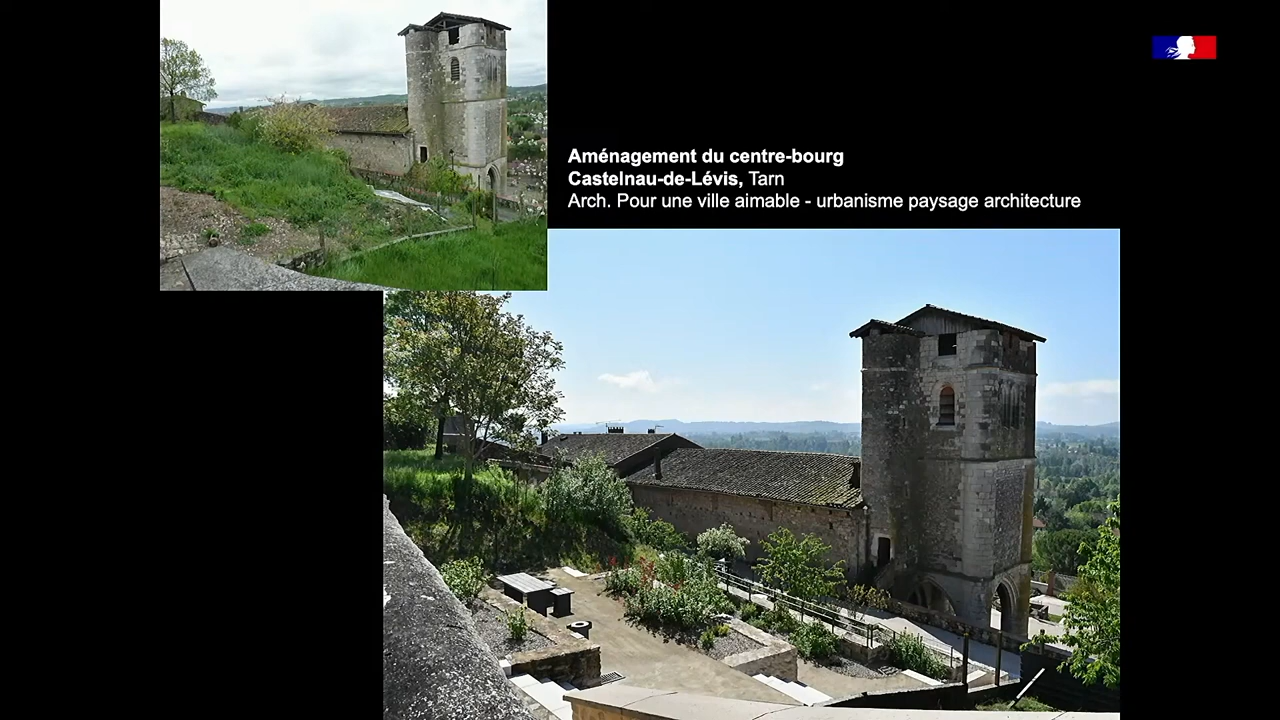 Aménagement du centre-bourg
Castelnau-de-Lévis, Tarn
Arch. Pour une ville aimable - urbanisme paysage architecture